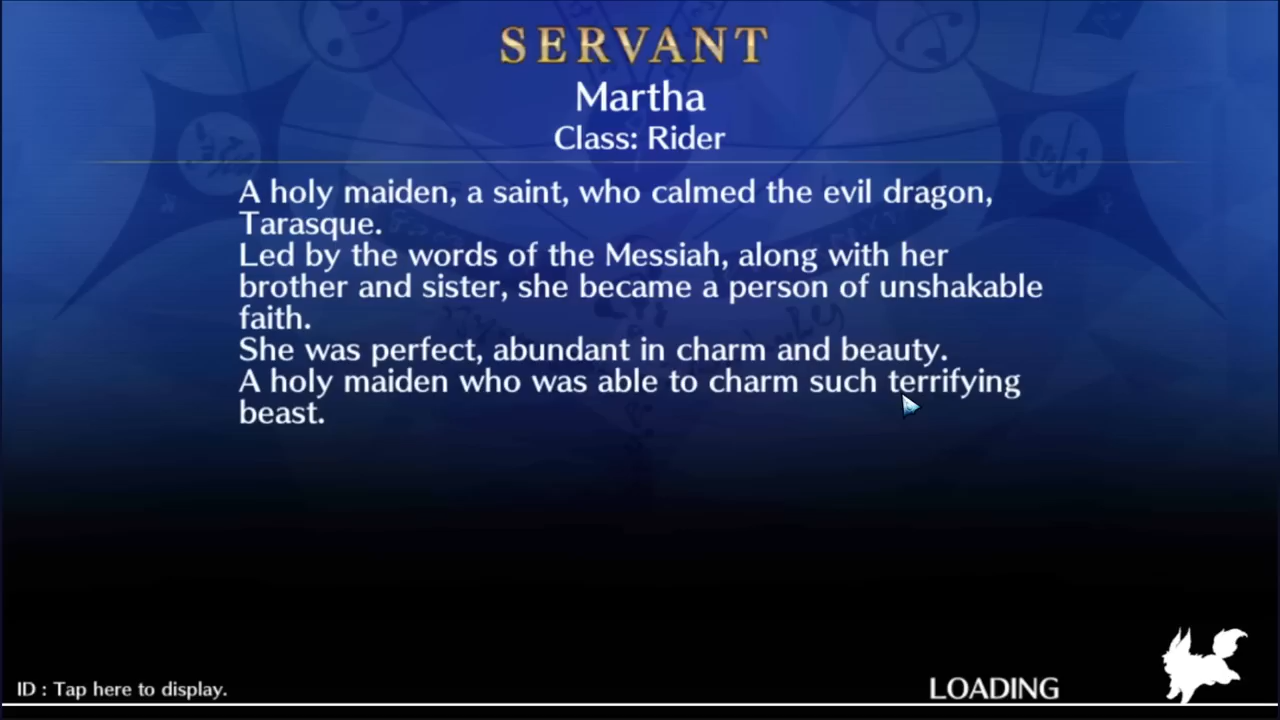 SERVANT
Martha
Class: Rider
A holy maiden, a saint, who calmed the evil dragon,
Tarasque.
Led by the words of the Messiah, along with her
brother and sister, she became a person of unshakable
faith.
She was perfect, abundant in charm and beauty.
A holy maiden who was able to charm such terrifying
beast.
ID : Tap here to display.
LOADING